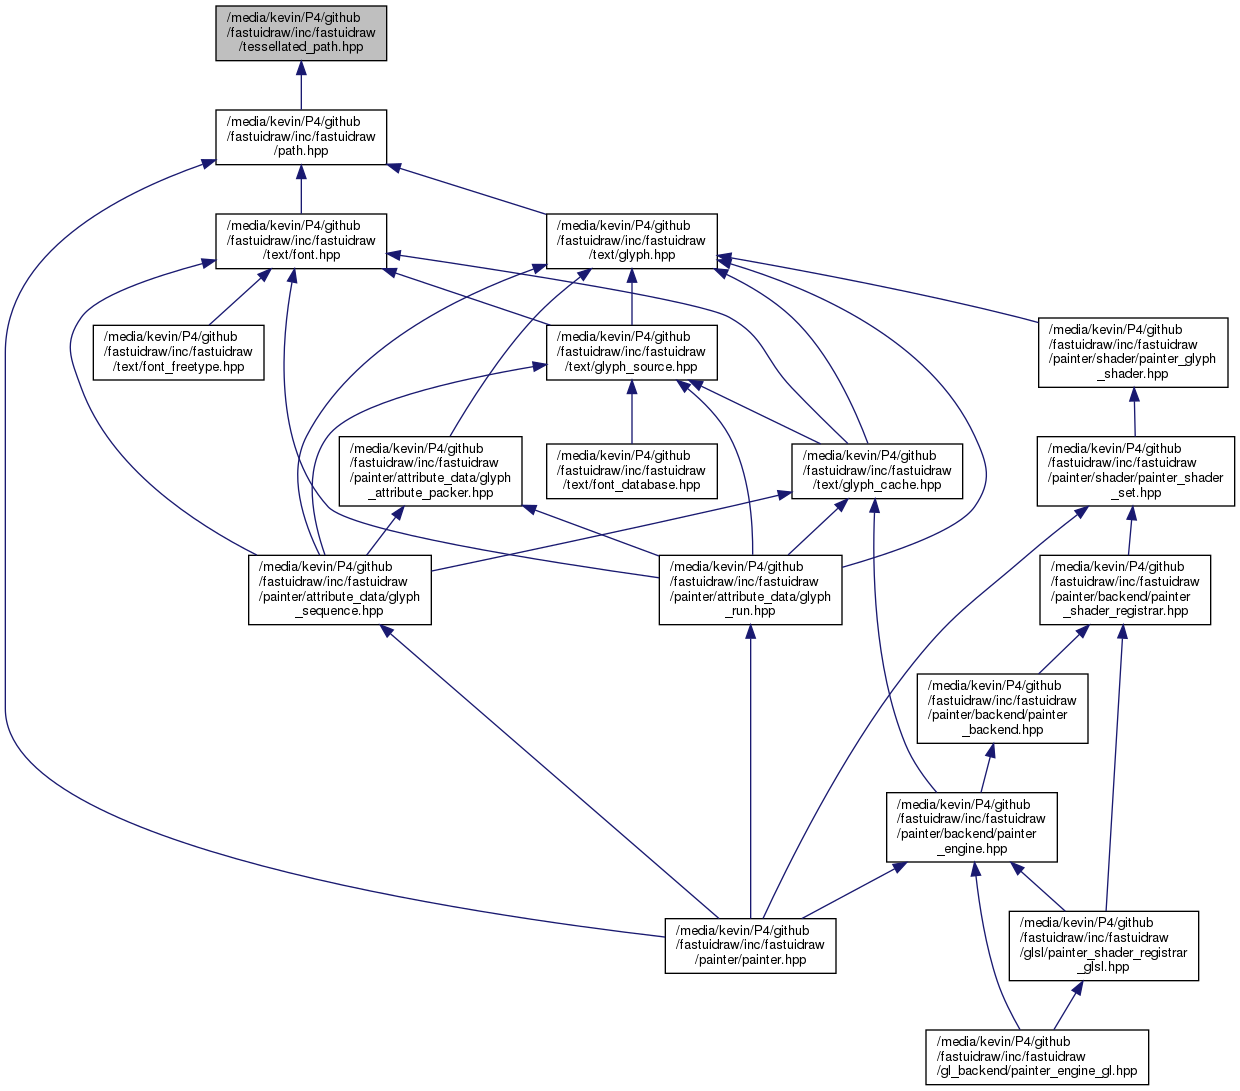 /media/kevin/P4/github
/fastuidraw/inc/fastuidraw
/tessellated_path.hpp
/media/kevin/P4/github
/fastuidraw/inc/fastuidraw
/path.hpp
/media/kevin/P4/github
/fastuidraw/inc/fastuidraw
/text/font.hpp
/media/kevin/P4/github
/fastuidraw/inc/fastuidraw
/text/glyph.hpp
/media/kevin/P4/github
/fastuidraw/inc/fastuidraw
/text/font_freetype.hpp
/media/kevin/P4/github
/fastuidraw/inc/fastuidraw
/text/glyph_source.hpp
/media/kevin/P4/github
/fastuidraw/inc/fastuidraw
/painter/shader/painter_glyph
_shader.hpp
/media/kevin/P4/github
/fastuidraw/inc/fastuidraw
/painter/attribute_data/glyph
_attribute_packer.hpp
/media/kevin/P4/github
/fastuidraw/inc/fastuidraw
/text/font_database.hpp
/media/kevin/P4/github
/fastuidraw/inc/fastuidraw
/text/glyph_cache.hpp
/media/kevin/P4/github
/fastuidraw/inc/fastuidraw
/painter/shader/painter_shader
_set.hpp
/media/kevin/P4/github
/fastuidraw/inc/fastuidraw
/painter/attribute_data/glyph
_sequence.hpp
/media/kevin/P4/github
/fastuidraw/inc/fastuidraw
/painter/attribute_data/glyph
_run.hpp
/media/kevin/P4/github
/fastuidraw/inc/fastuidraw
/painter/backend/painter
_shader_registrar.hpp
/media/kevin/P4/github
/fastuidraw/inc/fastuidraw
/painter/backend/painter
_backend.hpp
/media/kevin/P4/github
/fastuidraw/inc/fastuidraw
/painter/backend/painter
_engine.hpp
/media/kevin/P4/github
/fastuidraw/inc/fastuidraw
/painter/painter.hpp
/media/kevin/P4/github
/fastuidraw/inc/fastuidraw
/glsl/painter_shader_registrar
_glsl.hpp
/media/kevin/P4/github
/fastuidraw/inc/fastuidraw
/gl_backend/painter_engine_gl.hpp